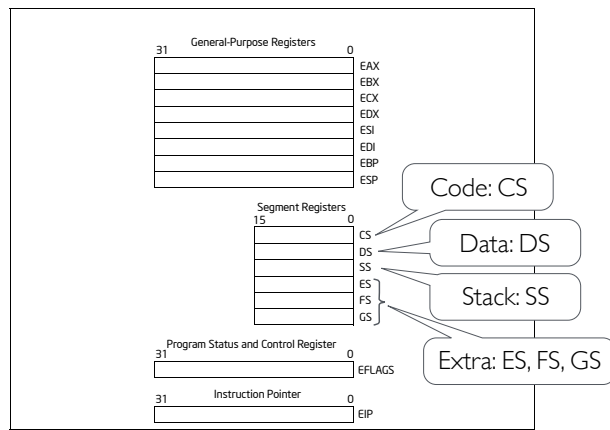 General-Purpose Registers
31 0
EAX
EBX
ECX
EDX
ESI
EDI
EBP
ESP
Segment Registers
15 0
CS
DS
SS
ES
FS
GS
Code: CS
Data: DS
Stack: SS
Extra: ES, FS, GS
Program Status and Control Register
31 0
EFLAGS
31 Instruction Pointer 0
EIP